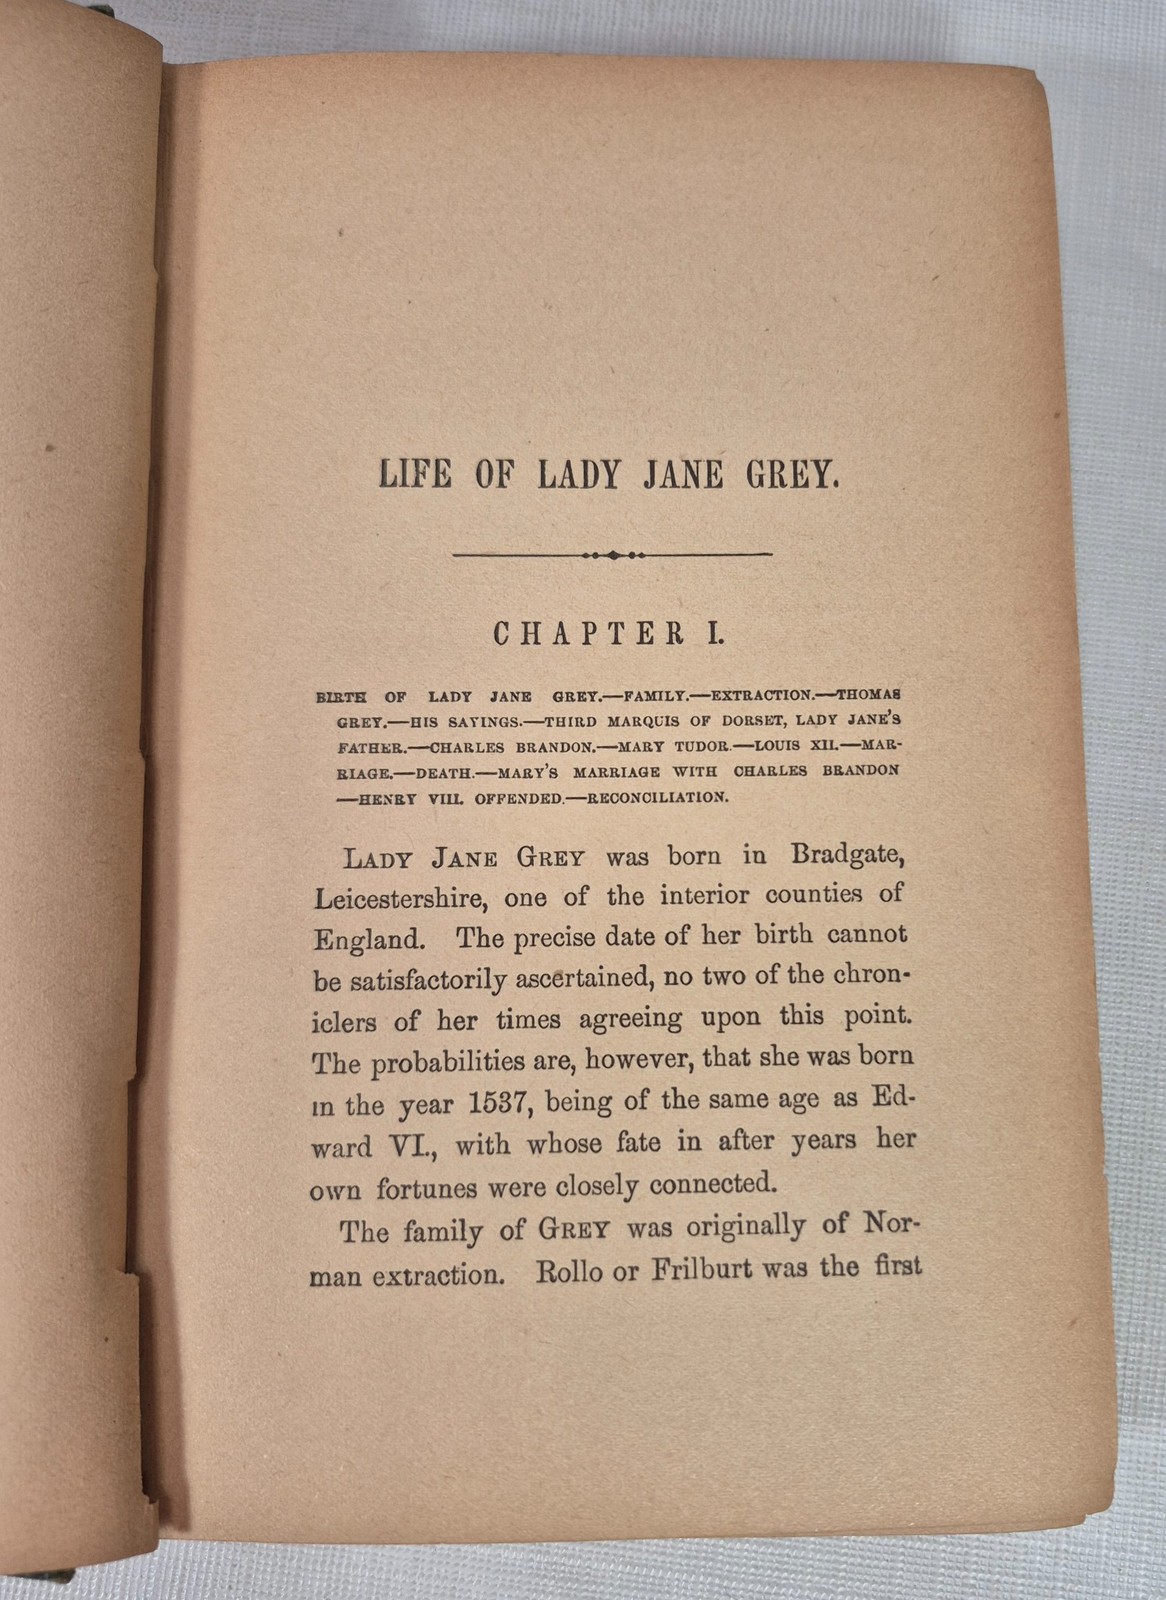 LIFE OF LADY JANE GREY.
CHAPTER I.
BIRTH OF LADY JANE GREY.—FAMILY.—EXTRACTION.—THOMAS
GREY.—HIS SAYINGS.—THIRD MARQUIS OF DORSET, LADY JANE'S
FATHER.—CHARLES BRANDON.—MARY TUDOR.—LOUIS XII.—MAR-
RIAGE.—DEATH.—MARY'S MARRIAGE WITH CHARLES BRANDON
—HENRY VIII. OFFENDED.—RECONCILIATION.
LADY JANE GREY was born in Bradgate,
Leicestershire, one of the interior counties of
England. The precise date of her birth cannot
be satisfactorily ascertained, no two of the chron-
iclers of her times agreeing upon this point.
The probabilities are, however, that she was born
in the year 1537, being of the same age as Ed-
ward VI., with whose fate in after years her
own fortunes were closely connected.
The family of GREY was originally of Nor-
man extraction. Rollo or Frilburt was the first